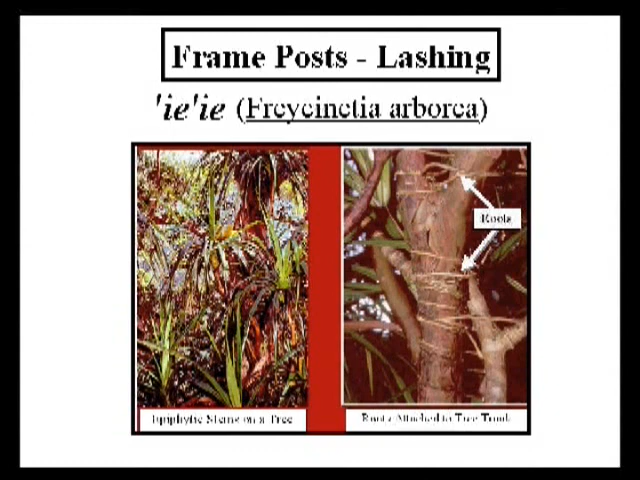 Frame Posts - Lashing
'ie'ie (Freycinetia arborea)
Roots
Epiphytic Stems on a Tree
Roots Attached to Tree Trunk